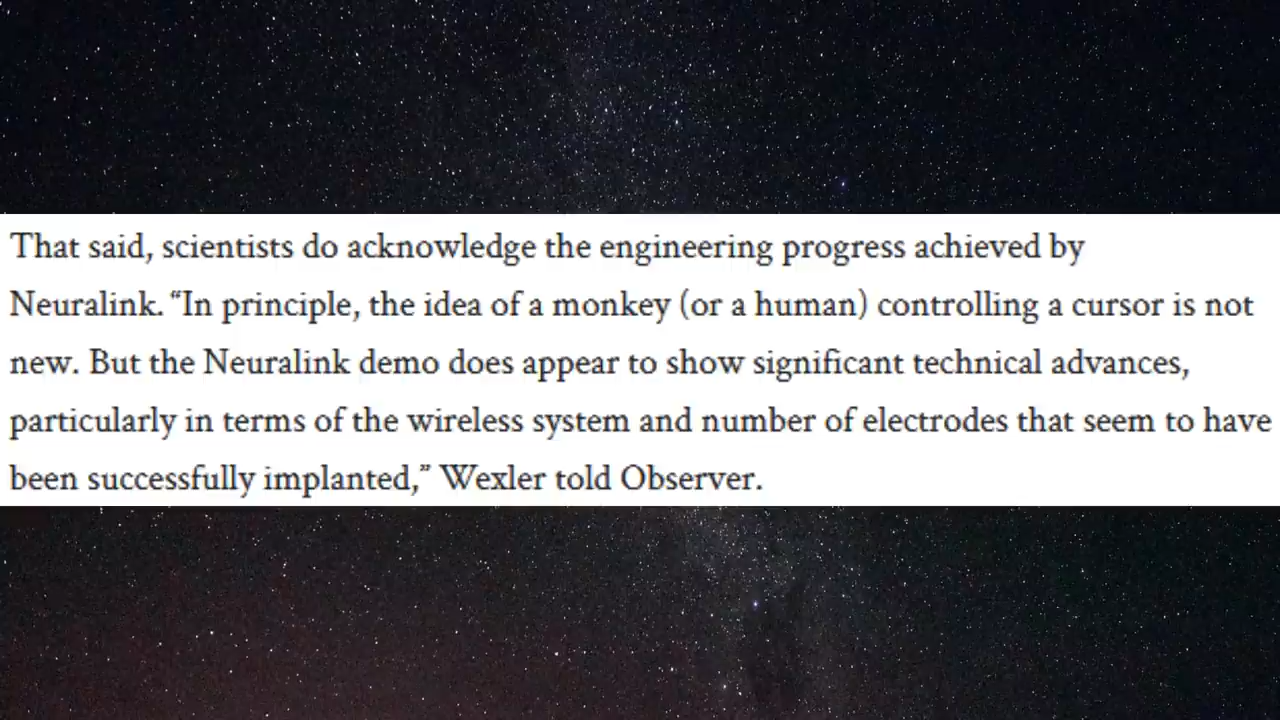 That said, scientists do acknowledge the engineering progress achieved by
Neuralink. “In principle, the idea of a monkey (or a human) controlling a cursor is not
new. But the Neuralink demo does appear to show significant technical advances,
particularly in terms of the wireless system and number of electrodes that seem to have
been successfully implanted,” Wexler told Observer.